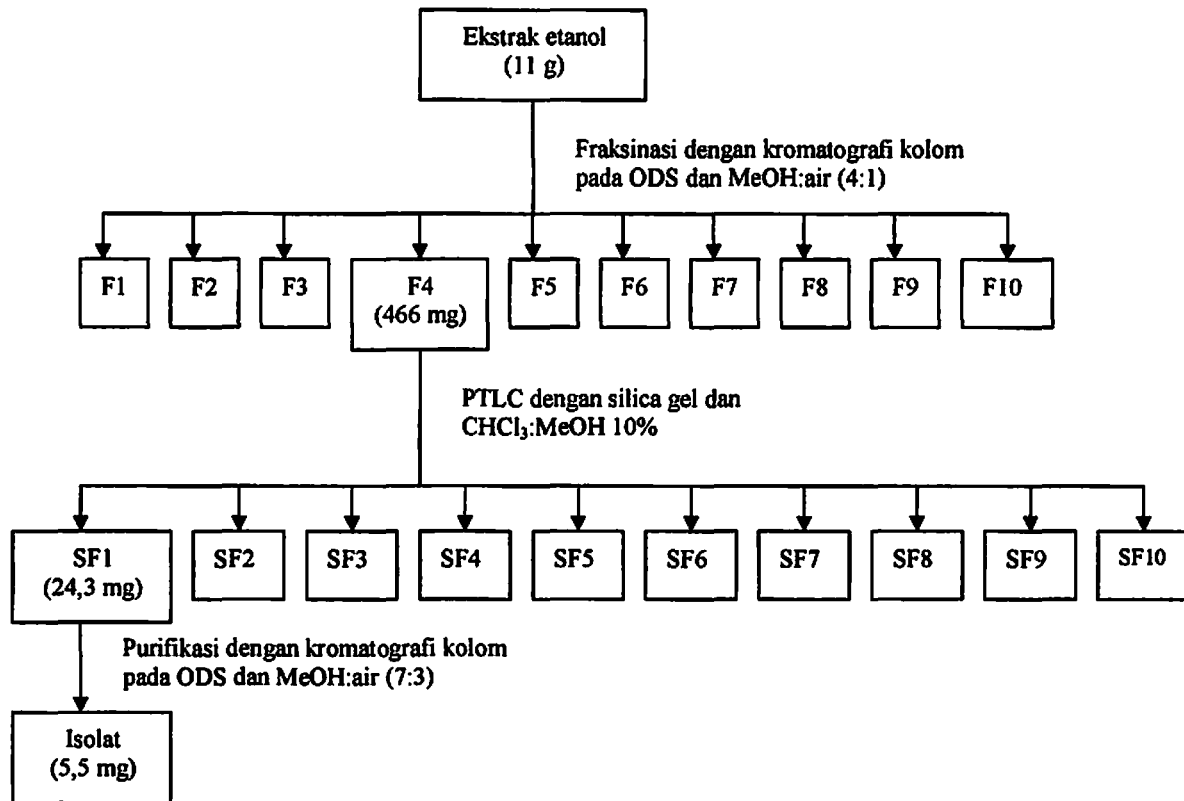 Ekstrak etanol
(11 g)
Fraksinasi dengan kromatografi kolom
pada ODS dan MeOH:air (4:1)
F1
F2
F3
F4
(466 mg)
F5
F6
F7
F8
F9
F10
PTLC dengan silica gel dan
CHCl₃:MeOH 10%
SF1
(24,3 mg)
SF2
SF3
SF4
SF5
SF6
SF7
SF8
SF9
SF10
Purifikasi dengan kromatografi kolom
pada ODS dan MeOH:air (7:3)
Isolat
(5,5 mg)